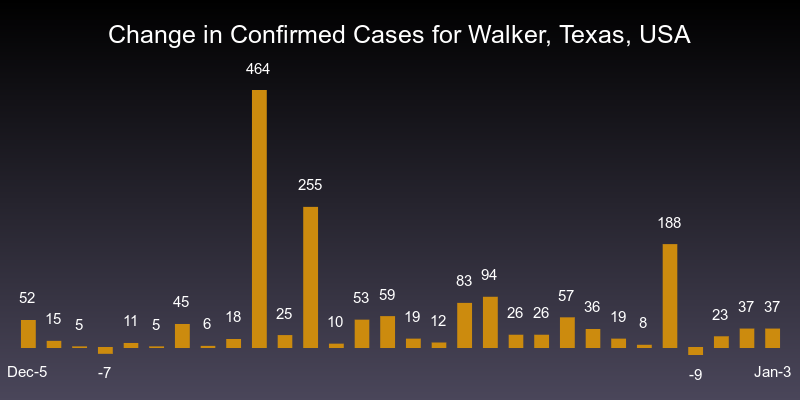 Change in Confirmed Cases for Walker, Texas, USA
52 15 5 -7 11 5 45 6 18 464 25 255 10 53 59 19 12 83 94 26 26 57 36 19 8 188 -9 23 37 37
Dec-5 Jan-3